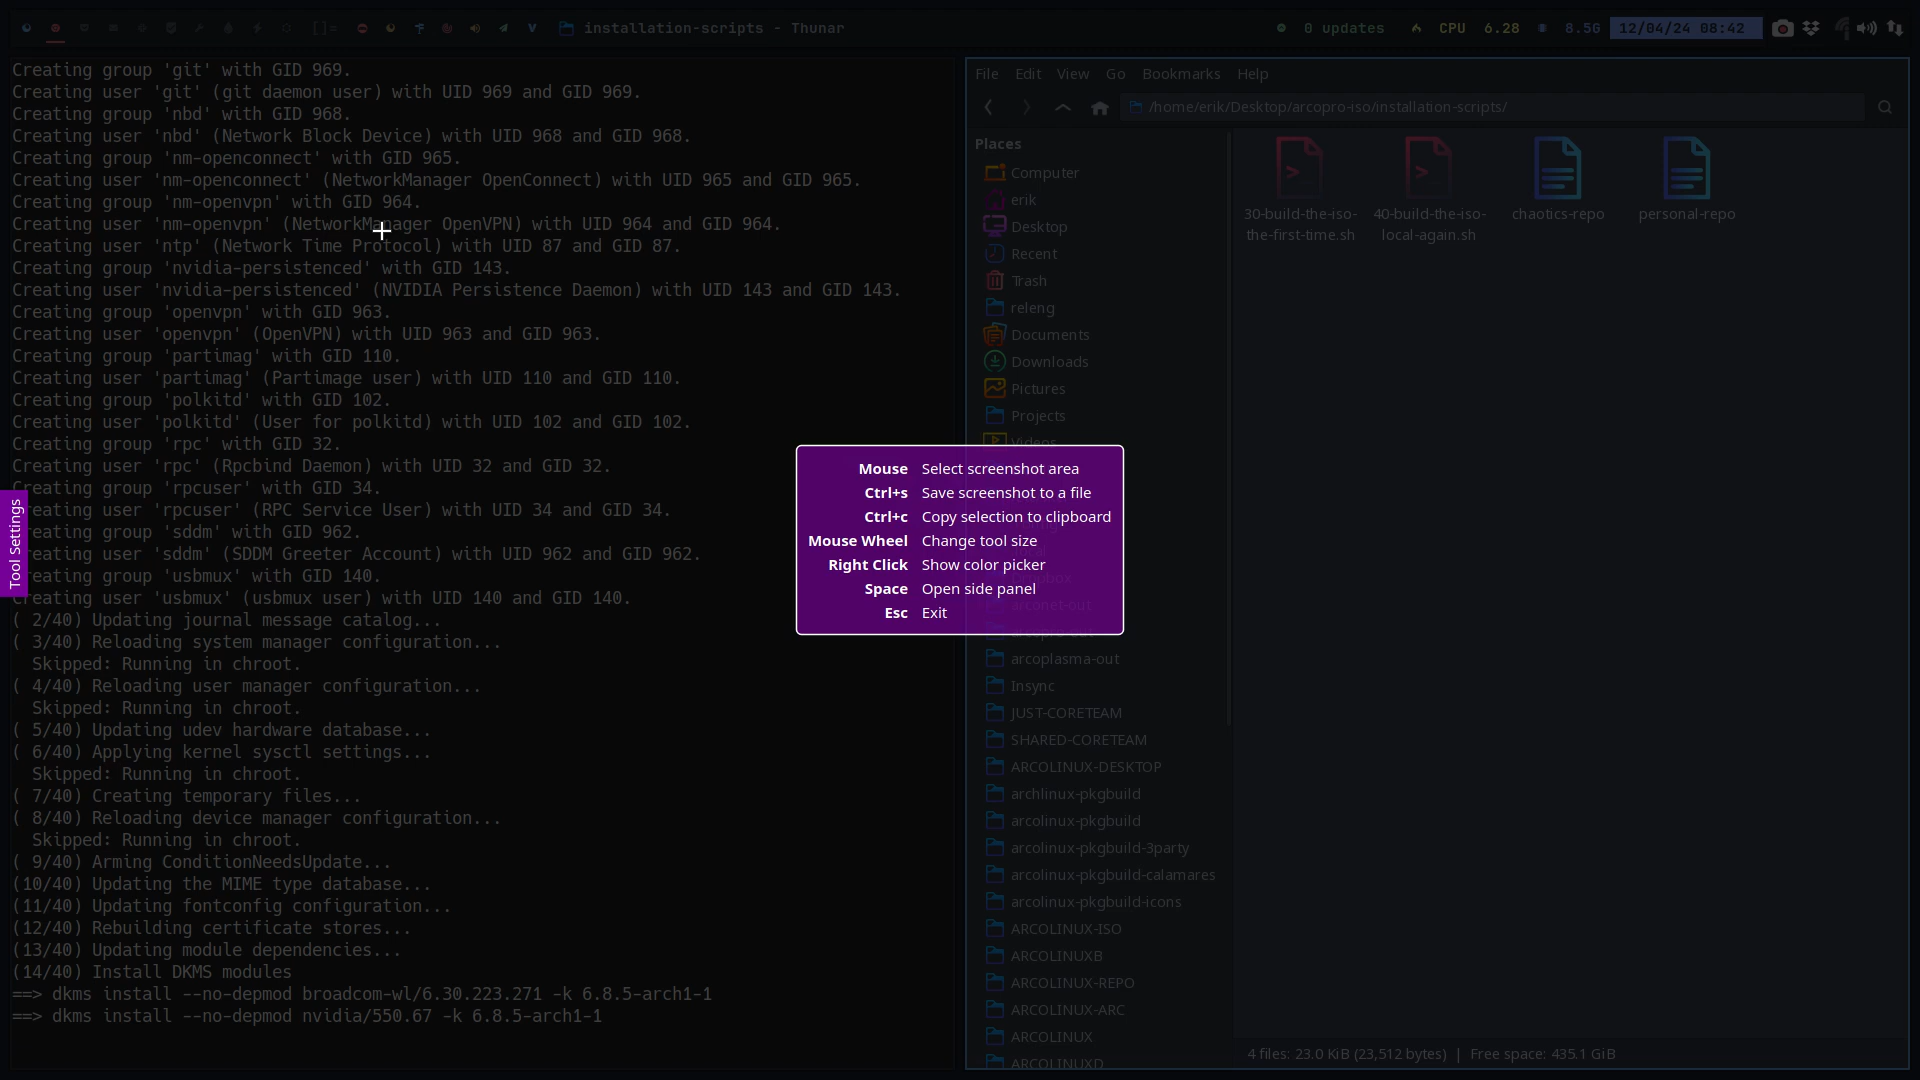 []=
installation-scripts - Thunar
0 updates
CPU 6.28
8.5G
12/04/24 08:42
Creating group 'git' with GID 969.
Creating user 'git' (git daemon user) with UID 969 and GID 969.
Creating group 'nbd' with GID 968.
Creating user 'nbd' (Network Block Device) with UID 968 and GID 968.
Creating group 'nm-openconnect' with GID 965.
Creating user 'nm-openconnect' (NetworkManager OpenConnect) with UID 965 and GID 965.
Creating group 'nm-openvpn' with GID 964.
Creating user 'nm-openvpn' (NetworkManager OpenVPN) with UID 964 and GID 964.
Creating user 'ntp' (Network Time Protocol) with UID 87 and GID 87.
Creating group 'nvidia-persistenced' with GID 143.
Creating user 'nvidia-persistenced' (NVIDIA Persistence Daemon) with UID 143 and GID 143.
Creating group 'openvpn' with GID 963.
Creating user 'openvpn' (OpenVPN) with UID 963 and GID 963.
Creating group 'partimag' with GID 110.
Creating user 'partimag' (Partimage user) with UID 110 and GID 110.
Creating group 'polkitd' with GID 102.
Creating user 'polkitd' (User for polkitd) with UID 102 and GID 102.
Creating group 'rpc' with GID 32.
Creating user 'rpc' (Rpcbind Daemon) with UID 32 and GID 32.
Creating group 'rpcuser' with GID 34.
Creating user 'rpcuser' (RPC Service User) with UID 34 and GID 34.
Creating group 'sddm' with GID 962.
Creating user 'sddm' (SDDM Greeter Account) with UID 962 and GID 962.
Creating group 'usbmux' with GID 140.
Creating user 'usbmux' (usbmux user) with UID 140 and GID 140.
( 2/40) Updating journal message catalog...
( 3/40) Reloading system manager configuration...
Skipped: Running in chroot.
( 4/40) Reloading user manager configuration...
Skipped: Running in chroot.
( 5/40) Updating udev hardware database...
( 6/40) Applying kernel sysctl settings...
Skipped: Running in chroot.
( 7/40) Creating temporary files...
( 8/40) Reloading device manager configuration...
Skipped: Running in chroot.
( 9/40) Arming ConditionNeedsUpdate...
(10/40) Updating the MIME type database...
(11/40) Updating fontconfig configuration...
(12/40) Rebuilding certificate stores...
(13/40) Updating module dependencies...
(14/40) Install DKMS modules
==> dkms install --no-depmod broadcom-wl/6.30.223.271 -k 6.8.5-arch1-1
==> dkms install --no-depmod nvidia/550.67 -k 6.8.5-arch1-1
Tool Settings
Mouse Select screenshot area
Ctrl+s Save screenshot to a file
Ctrl+c Copy selection to clipboard
Mouse Wheel Change tool size
Right Click Show color picker
Space Open side panel
Esc Exit
File Edit View Go Bookmarks Help
/home/erik/Desktop/arcopro-iso/installation-scripts/
Places
Computer
erik
Desktop
Recent
Trash
releng
Documents
Downloads
Pictures
Projects
Videos
arconet-out
arcoplasma-out
Insync
JUST-CORETEAM
SHARED-CORETEAM
ARCOLINUX-DESKTOP
archlinux-pkgbuild
arcolinux-pkgbuild
arcolinux-pkgbuild-3party
arcolinux-pkgbuild-calamares
arcolinux-pkgbuild-icons
ARCOLINUX-ISO
ARCOLINUXB
ARCOLINUX-REPO
ARCOLINUX-ARC
ARCOLINUX
ARCOLINUXD
30-build-the-iso-
the-first-time.sh
40-build-the-iso-
local-again.sh
chaotics-repo
personal-repo
4 files: 23.0 KiB (23,512 bytes) | Free space: 435.1 GiB